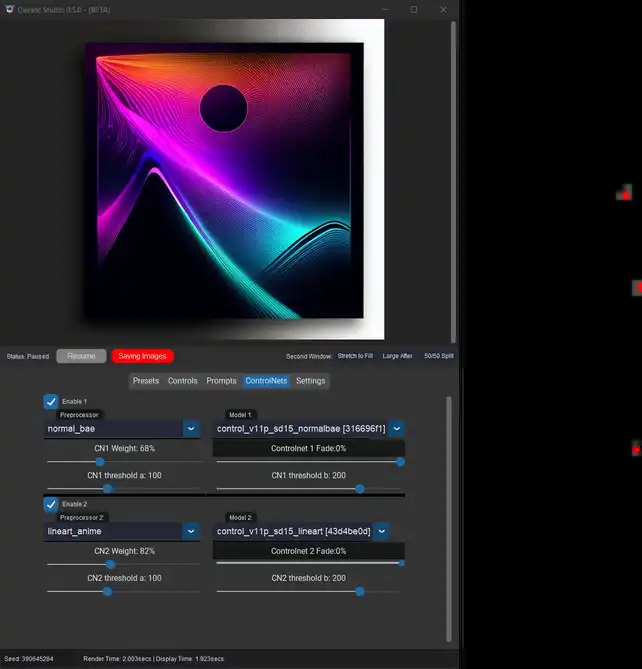 Studio 0.5.0 - (BETA)
Status: Paused
Resume
Saving Images
Second Window:
Stretch to Fill
Large After
50/50 Split
Presets
Controls
Prompts
ControlNets
Settings
Enable 1
Preprocessor
Model 1
normal_bae
control_v11p_sd15_normalbae [316696f1]
CN1 Weight: 68%
Controlnet 1 Fade:0%
CN1 threshold a: 100
CN1 threshold b: 200
Enable 2
Preprocessor 2
Model 2
lineart_anime
control_v11p_sd15_lineart [43d4be0d]
CN2 Weight: 82%
Controlnet 2 Fade:0%
CN2 threshold a: 100
CN2 threshold b: 200
Seed: 390645284
Render Time: 2.003secs | Display Time: 1.923secs